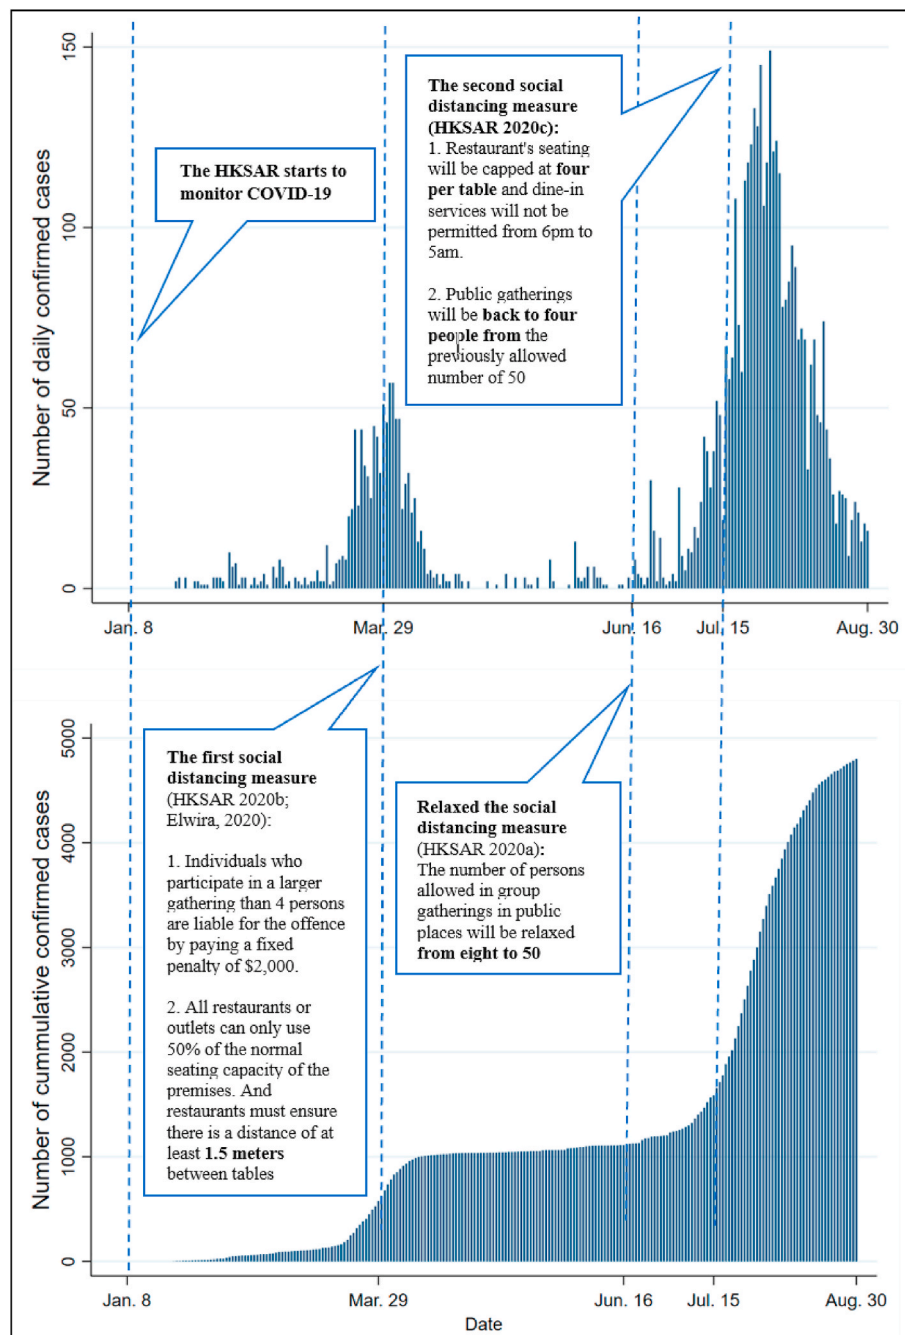 150
100
50
0
Number of daily confirmed cases
The HKSAR starts to
monitor COVID-19
The second social
distancing measure
(HKSAR 2020c):
1. Restaurant's seating
will be capped at four
per table and dine-in
services will not be
permitted from 6pm to
5am.
2. Public gatherings
will be back to four
people from the
previously allowed
number of 50
Jan. 8
Mar. 29
Jun. 16
Jul. 15
Aug. 30
5000
4000
3000
2000
1000
0
Number of cummulative confirmed cases
The first social
distancing measure
(HKSAR 2020b;
Elwira, 2020):
1. Individuals who
participate in a larger
gathering than 4 persons
are liable for the offence
by paying a fixed
penalty of $2,000.
2. All restaurants or
outlets can only use
50% of the normal
seating capacity of the
premises. And
restaurants must ensure
there is a distance of at
least 1.5 meters
between tables
Relaxed the social
distancing measure
(HKSAR 2020a):
The number of persons
allowed in group
gatherings in public
places will be relaxed
from eight to 50
Jan. 8
Mar. 29
Jun. 16
Jul. 15
Aug. 30
Date